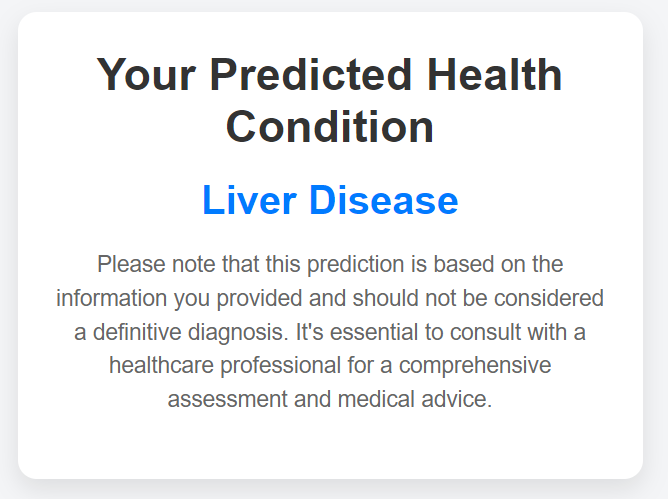 Your Predicted Health
Condition
Liver Disease
Please note that this prediction is based on the
information you provided and should not be considered
a definitive diagnosis. It's essential to consult with a
healthcare professional for a comprehensive
assessment and medical advice.